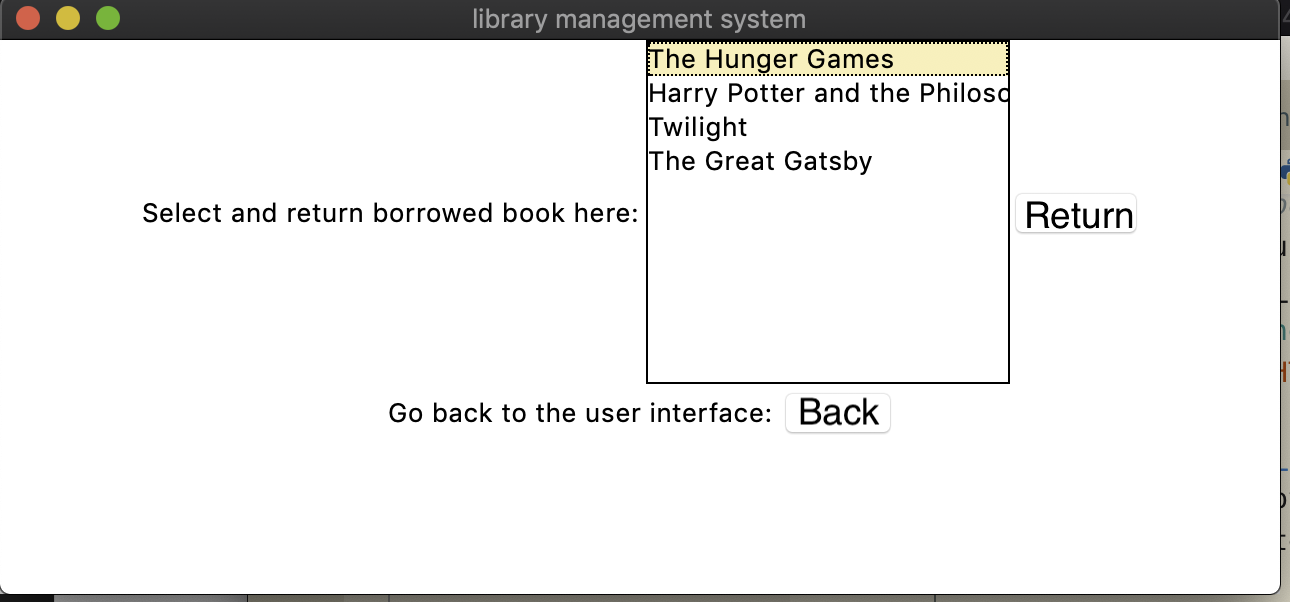 library management system
The Hunger Games
Harry Potter and the Philoso
Twilight
The Great Gatsby
Select and return borrowed book here:
Return
Go back to the user interface: Back